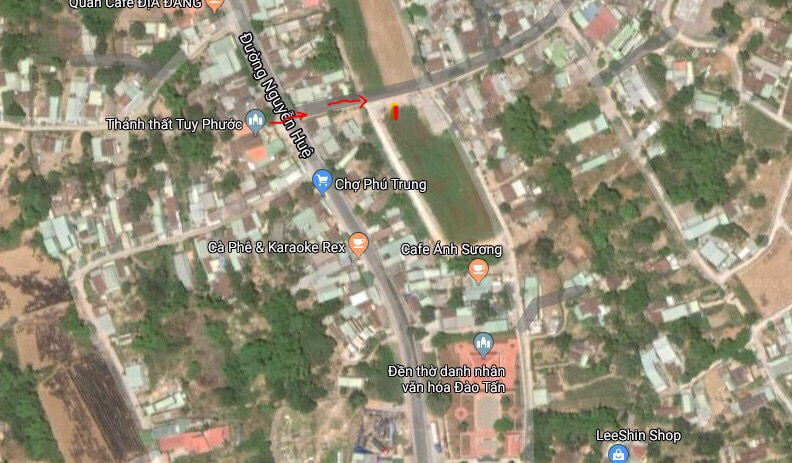 Quán Cafe ĐỊA ĐÀNG
Đường Nguyễn Huệ
Thánh thất Tuy Phước
Chợ Phú Trung
Cà Phê & Karaoke Rex
Cafe Ánh Sương
Đền thờ danh nhân
văn hóa Đào Tấn
LeeShin Shop